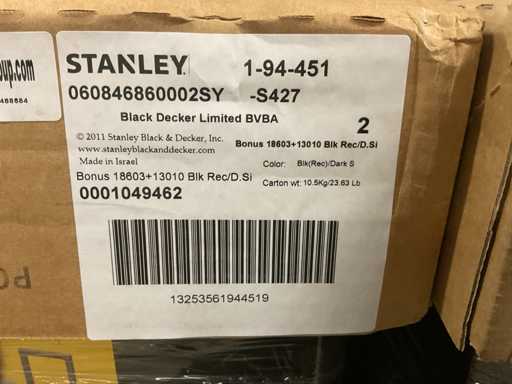 oup.com
STANLEY 1-94-451
060846860002SY -S427
Black Decker Limited BVBA 2
© 2011 Stanley Black & Decker, Inc.
www.stanleyblackanddecker.com
Made in Israel
Bonus 18603+13010 Blk Rec/D.Si
Color: Blk(Rec)/Dark S
Carton wt: 10.5Kg/23.63 Lb
Bonus 18603+13010 Blk Rec/D.Si
0001049462
13253561944519